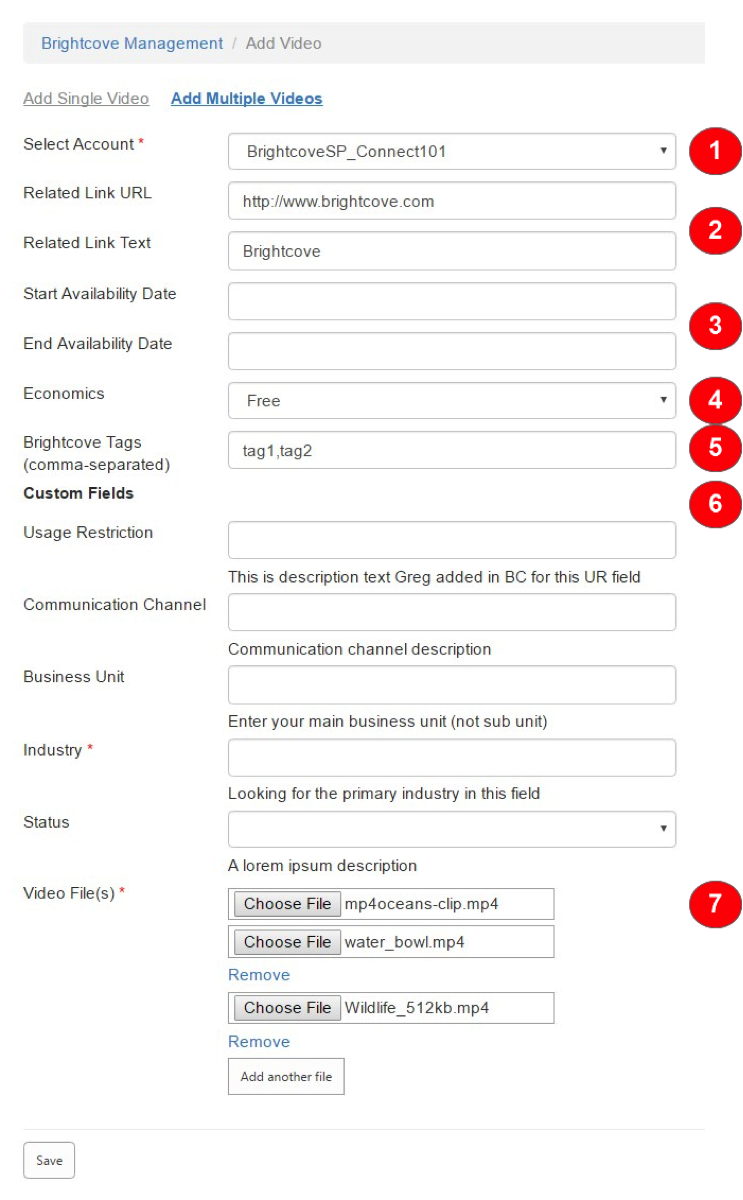 Brightcove Management / Add Video
Add Single Video Add Multiple Videos
Select Account * BrightcoveSP_Connect101 ▾ 1
Related Link URL http://www.brightcove.com
2
Related Link Text Brightcove
Start Availability Date
3
End Availability Date
Economics Free ▾ 4
Brightcove Tags
(comma-separated) tag1,tag2 5
Custom Fields 6
Usage Restriction
This is description text Greg added in BC for this UR field
Communication Channel
Communication channel description
Business Unit
Enter your main business unit (not sub unit)
Industry *
Looking for the primary industry in this field
Status ▾
A lorem ipsum description
Video File(s) * Choose File mp4oceans-clip.mp4 7
Choose File water_bowl.mp4
Remove
Choose File Wildlife_512kb.mp4
Remove
Add another file
Save